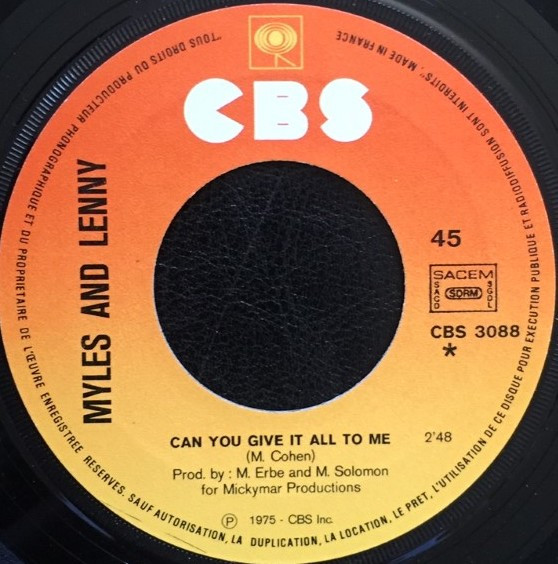 "TOUS DROITS DU PRODUCTEUR PHONOGRAPHIQUE ET DU PROPRIETAIRE DE L'ŒUVRE ENREGISTREE RESERVES, SAUF AUTORISATION, LA DUPLICATION, LA LOCATION, LE PRET, L'UTILISATION DE CE DISQUE POUR EXECUTION PUBLIQUE ET RADIODIFFUSION SONT INTERDITS". MADE IN FRANCE
CBS
MYLES AND LENNY
45
SACEM
SACD
SDRM
SGDL
CBS 3088
*
CAN YOU GIVE IT ALL TO ME 2'48
(M. Cohen)
Prod. by : M. Erbe and M. Solomon
for Mickymar Productions
Ⓟ 1975 - CBS Inc.